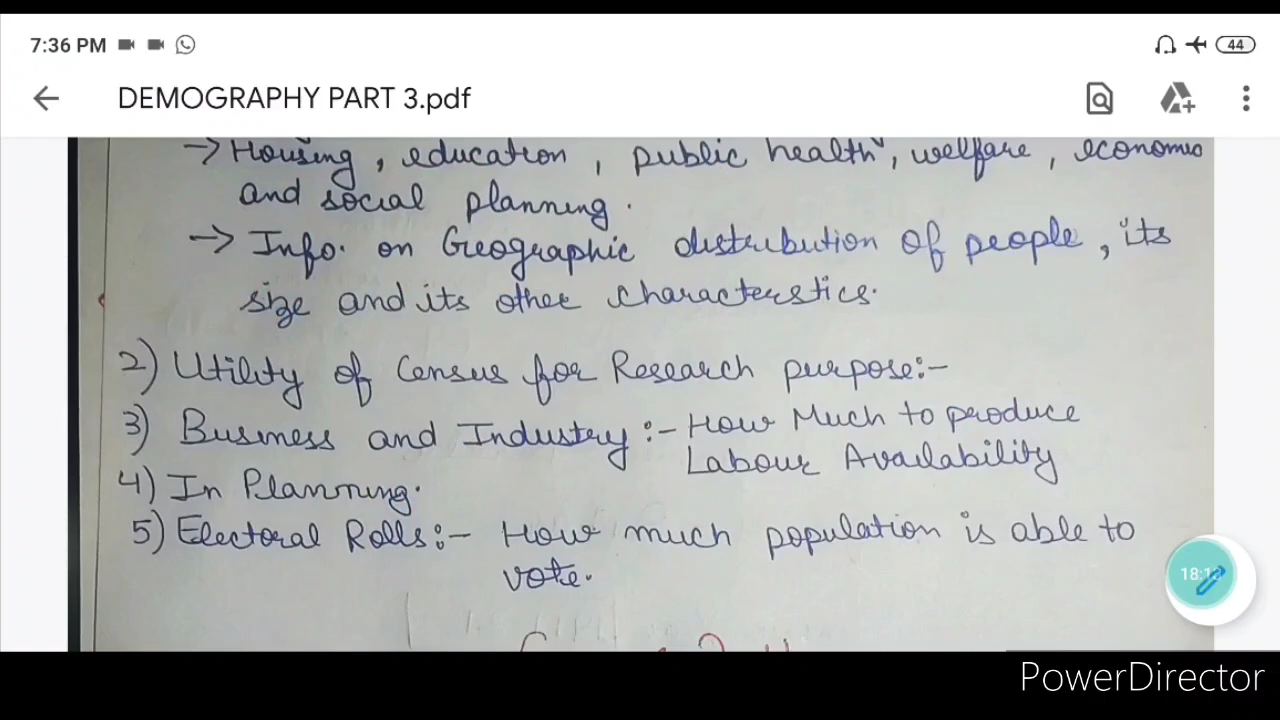 7:36 PM
44
DEMOGRAPHY PART 3.pdf
→ Housing, education, public health, welfare, economic
and social planning.
→ Info. on Geographic distribution of people, its
size and its other characterstics.
2) Utility of Census for Research purpose:-
3) Business and Industry :- How Much to produce
Labour Availability
4) In Planning.
5) Electoral Rolls:- How much population is able to
vote.
PowerDirector